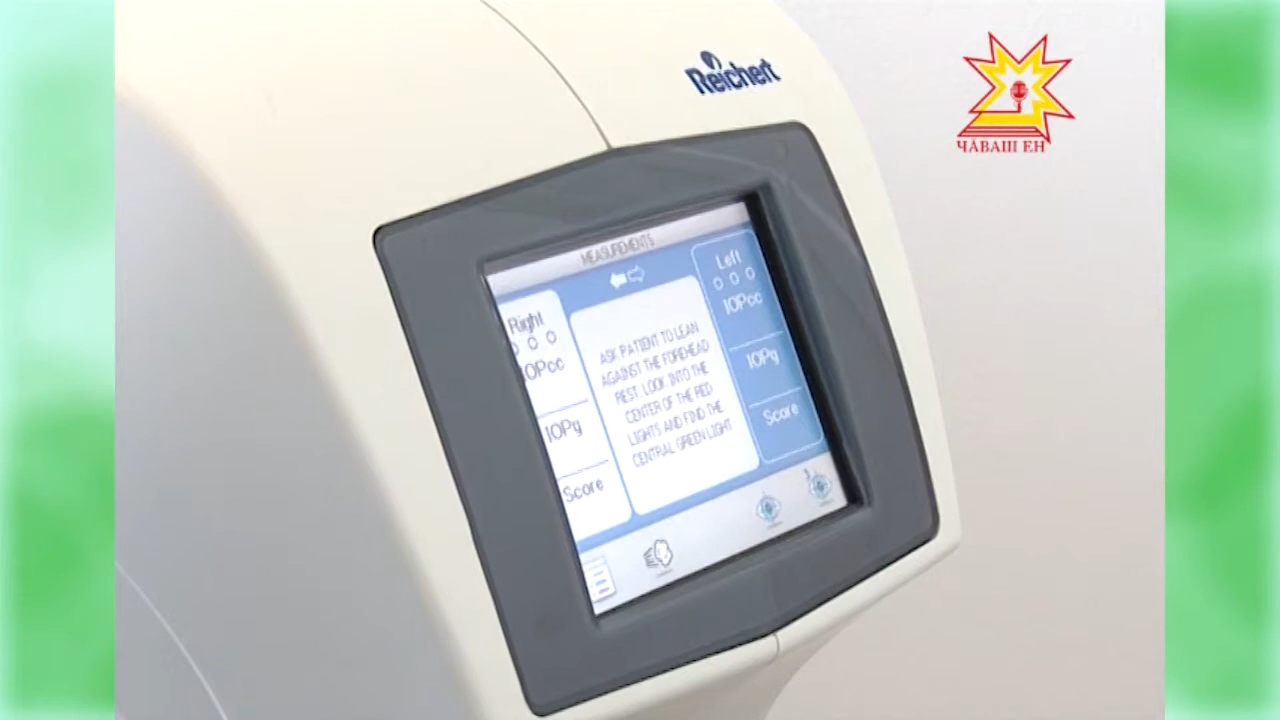 Reichert
ЧĂВАШ ЕН
MEASUREMENTS
Right
IOPcc
IOPg
Score
ASK PATIENT TO LEAN
AGAINST THE FOREHEAD
REST, LOOK INTO THE
CENTER OF THE RED
LIGHTS AND FIND THE
CENTRAL GREEN LIGHT
Left
IOPcc
IOPg
Score
3